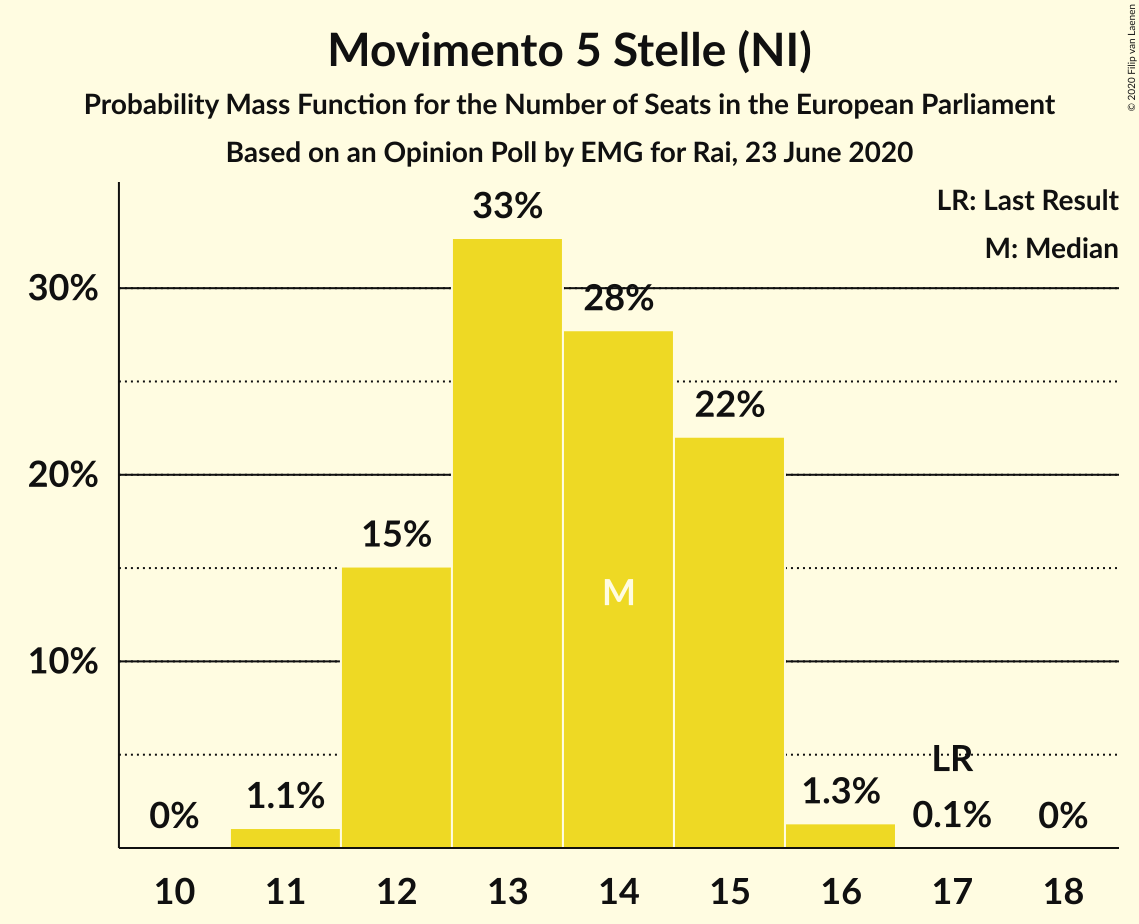 Movimento 5 Stelle (NI)
Probability Mass Function for the Number of Seats in the European Parliament
Based on an Opinion Poll by EMG for Rai, 23 June 2020
© 2020 Filip van Laenen
LR: Last Result
M: Median
30%
20%
10%
0%
1.1%
15%
33%
28%
M
22%
1.3%
LR
0.1%
0%
10 11 12 13 14 15 16 17 18